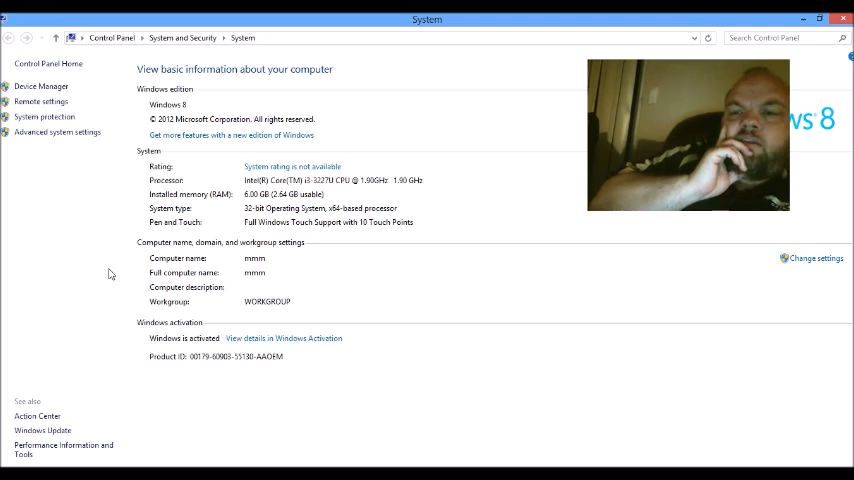 System
Control Panel
System and Security
System
Search Control Panel
Control Panel Home
Device Manager
Remote settings
System protection
Advanced system settings
View basic information about your computer
Windows edition
Windows 8
© 2012 Microsoft Corporation. All rights reserved.
Get more features with a new edition of Windows
ws 8
System
Rating: System rating is not available
Processor: Intel(R) Core(TM) i3-3227U CPU @ 1.90GHz 1.90 GHz
Installed memory (RAM): 6.00 GB (2.64 GB usable)
System type: 32-bit Operating System, x64-based processor
Pen and Touch: Full Windows Touch Support with 10 Touch Points
Computer name, domain, and workgroup settings
Computer name: mmm
Change settings
Full computer name: mmm
Computer description:
Workgroup: WORKGROUP
Windows activation
Windows is activated View details in Windows Activation
Product ID: 00179-60903-55130-AAOEM
See also
Action Center
Windows Update
Performance Information and
Tools